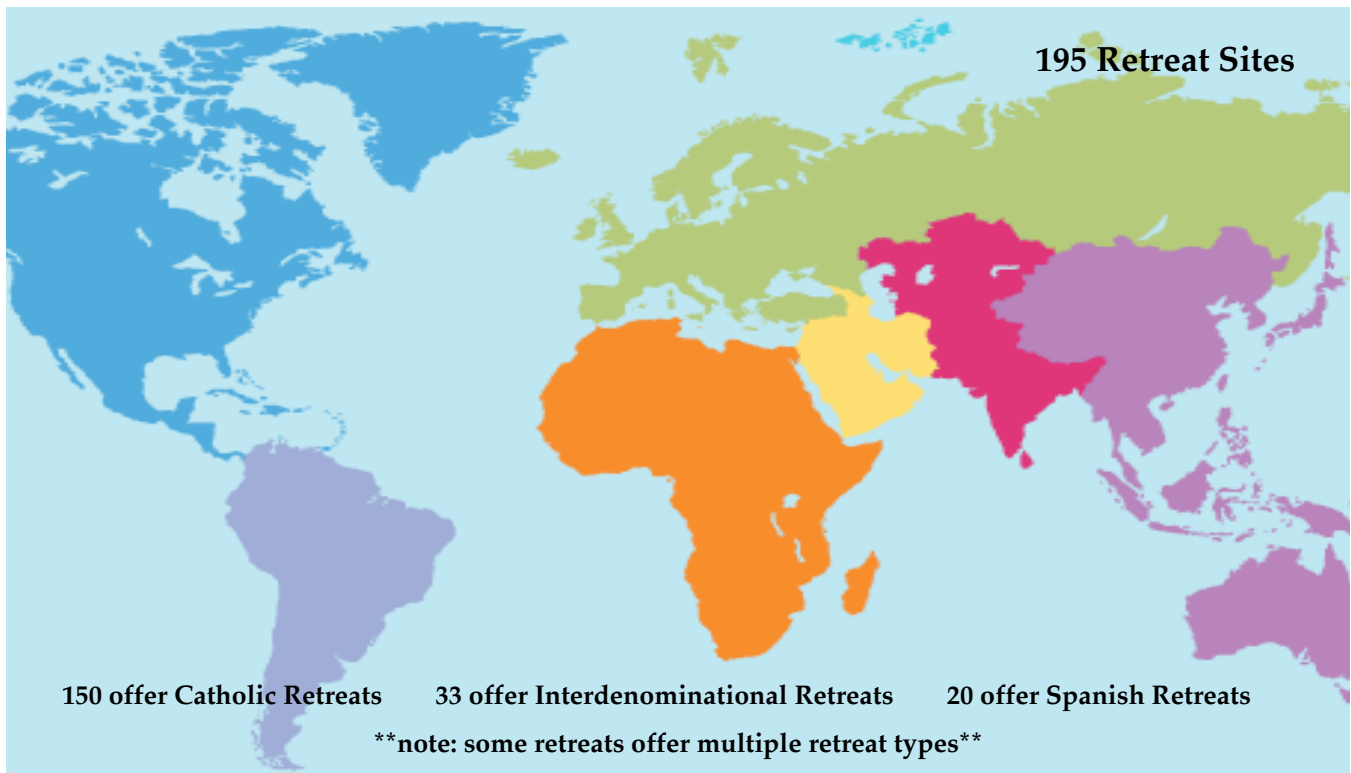 195 Retreat Sites
150 offer Catholic Retreats 33 offer Interdenominational Retreats 20 offer Spanish Retreats
**note: some retreats offer multiple retreat types**